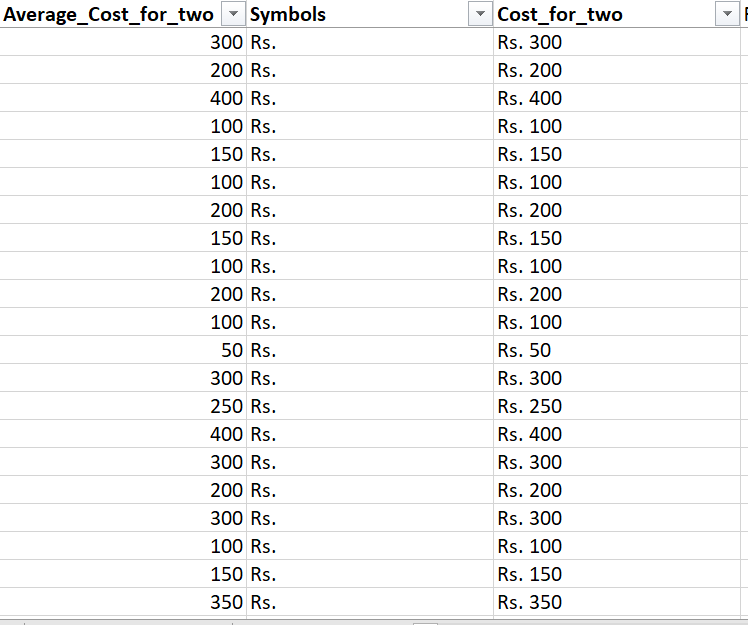 Average_Cost_for_two Symbols Cost_for_two
300 Rs. Rs. 300
200 Rs. Rs. 200
400 Rs. Rs. 400
100 Rs. Rs. 100
150 Rs. Rs. 150
100 Rs. Rs. 100
200 Rs. Rs. 200
150 Rs. Rs. 150
100 Rs. Rs. 100
200 Rs. Rs. 200
100 Rs. Rs. 100
50 Rs. Rs. 50
300 Rs. Rs. 300
250 Rs. Rs. 250
400 Rs. Rs. 400
300 Rs. Rs. 300
200 Rs. Rs. 200
300 Rs. Rs. 300
100 Rs. Rs. 100
150 Rs. Rs. 150
350 Rs. Rs. 350